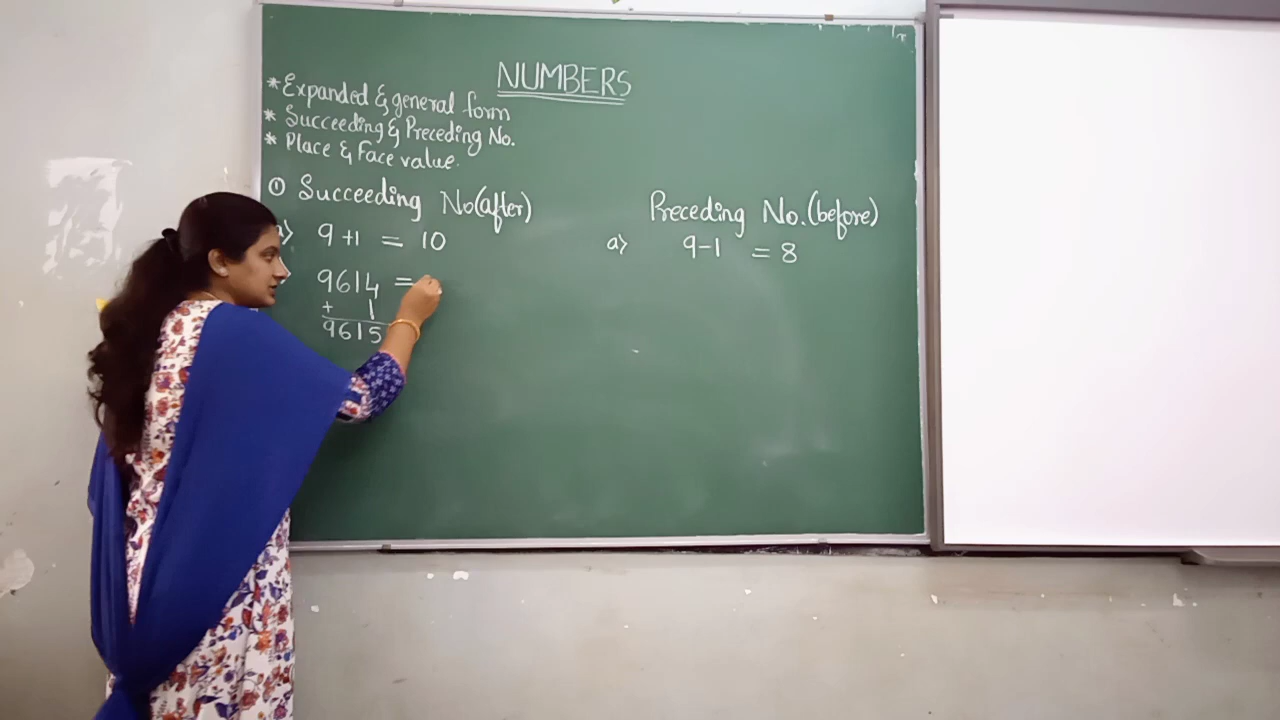 NUMBERS
* Expanded & general form
* Succeeding & Preceding No.
* Place & Face value.
① Succeeding No(after)
a) 9 +1 = 10
9614 =
+ 1
9615
Preceding No.(before)
a) 9-1 = 8